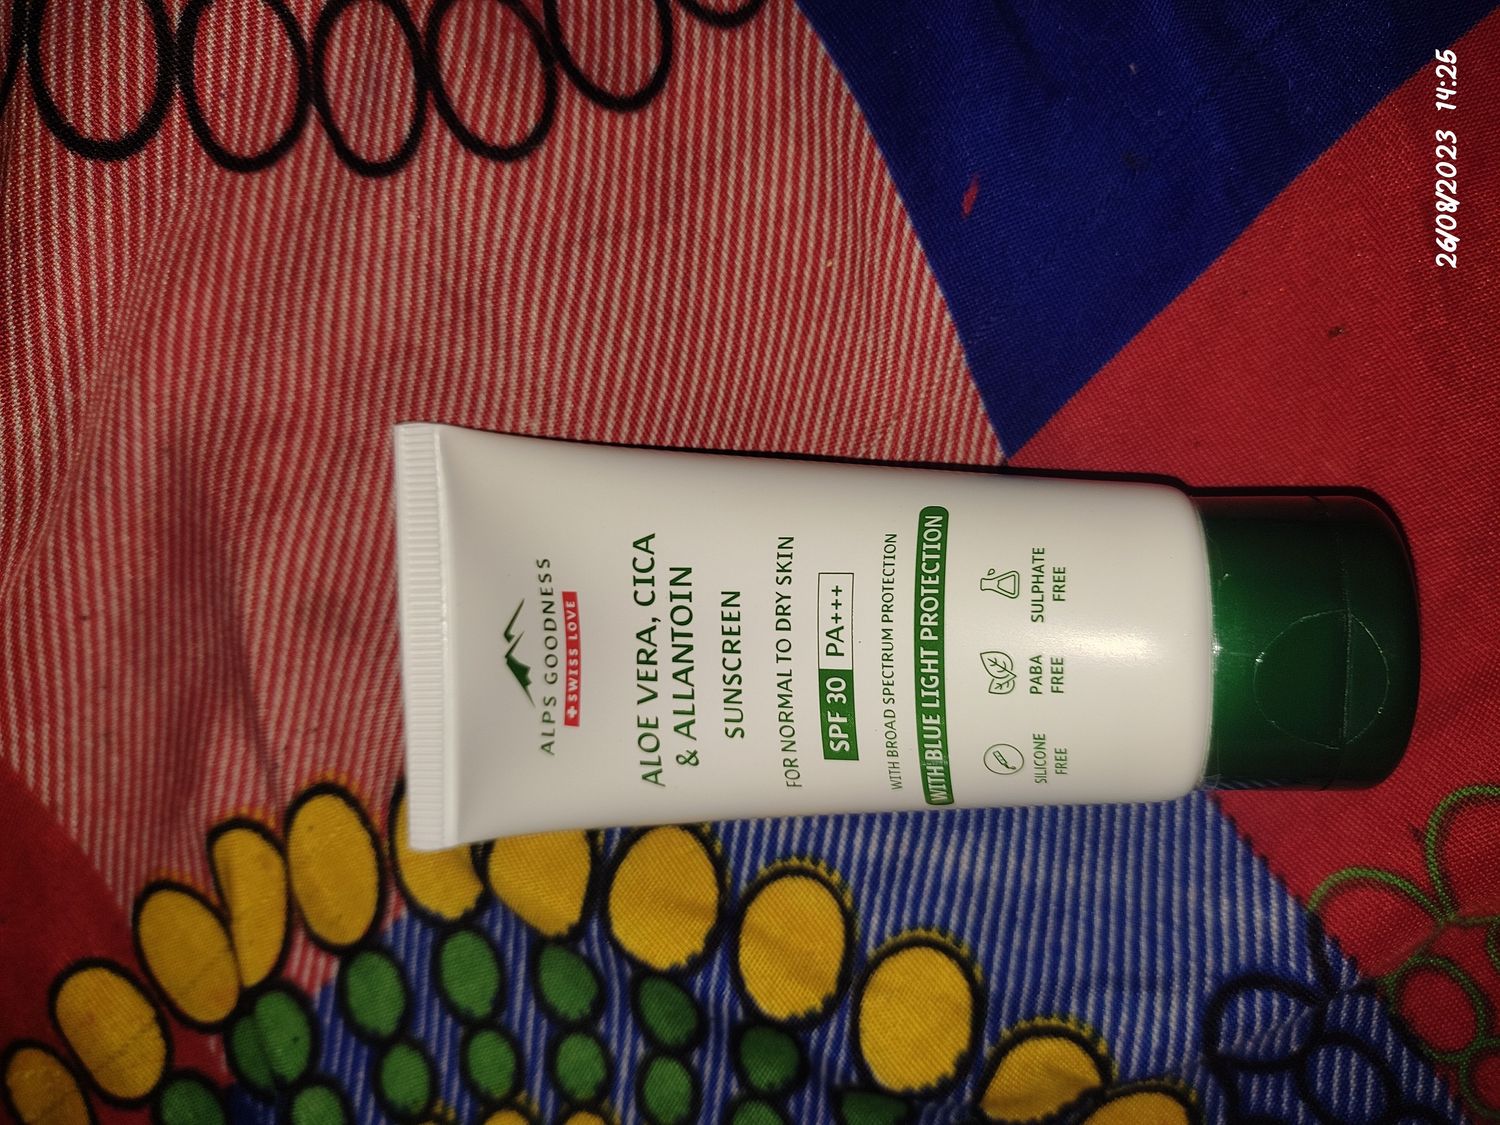 ALPS GOODNESS
SWISS LOVE
ALOE VERA, CICA
& ALLANTOIN
SUNSCREEN
FOR NORMAL TO DRY SKIN
SPF 30 PA+++
WITH BROAD SPECTRUM PROTECTION
WITH BLUE LIGHT PROTECTION
SILICONE
FREE
PABA
FREE
SULPHATE
FREE
26/08/2023 14:25